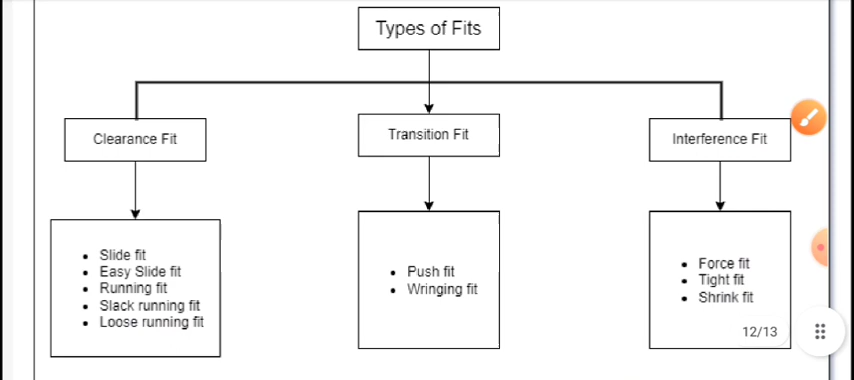 Types of Fits
Clearance Fit
Transition Fit
Interference Fit
• Slide fit
• Easy Slide fit
• Running fit
• Slack running fit
• Loose running fit
• Push fit
• Wringing fit
• Force fit
• Tight fit
• Shrink fit
12/13